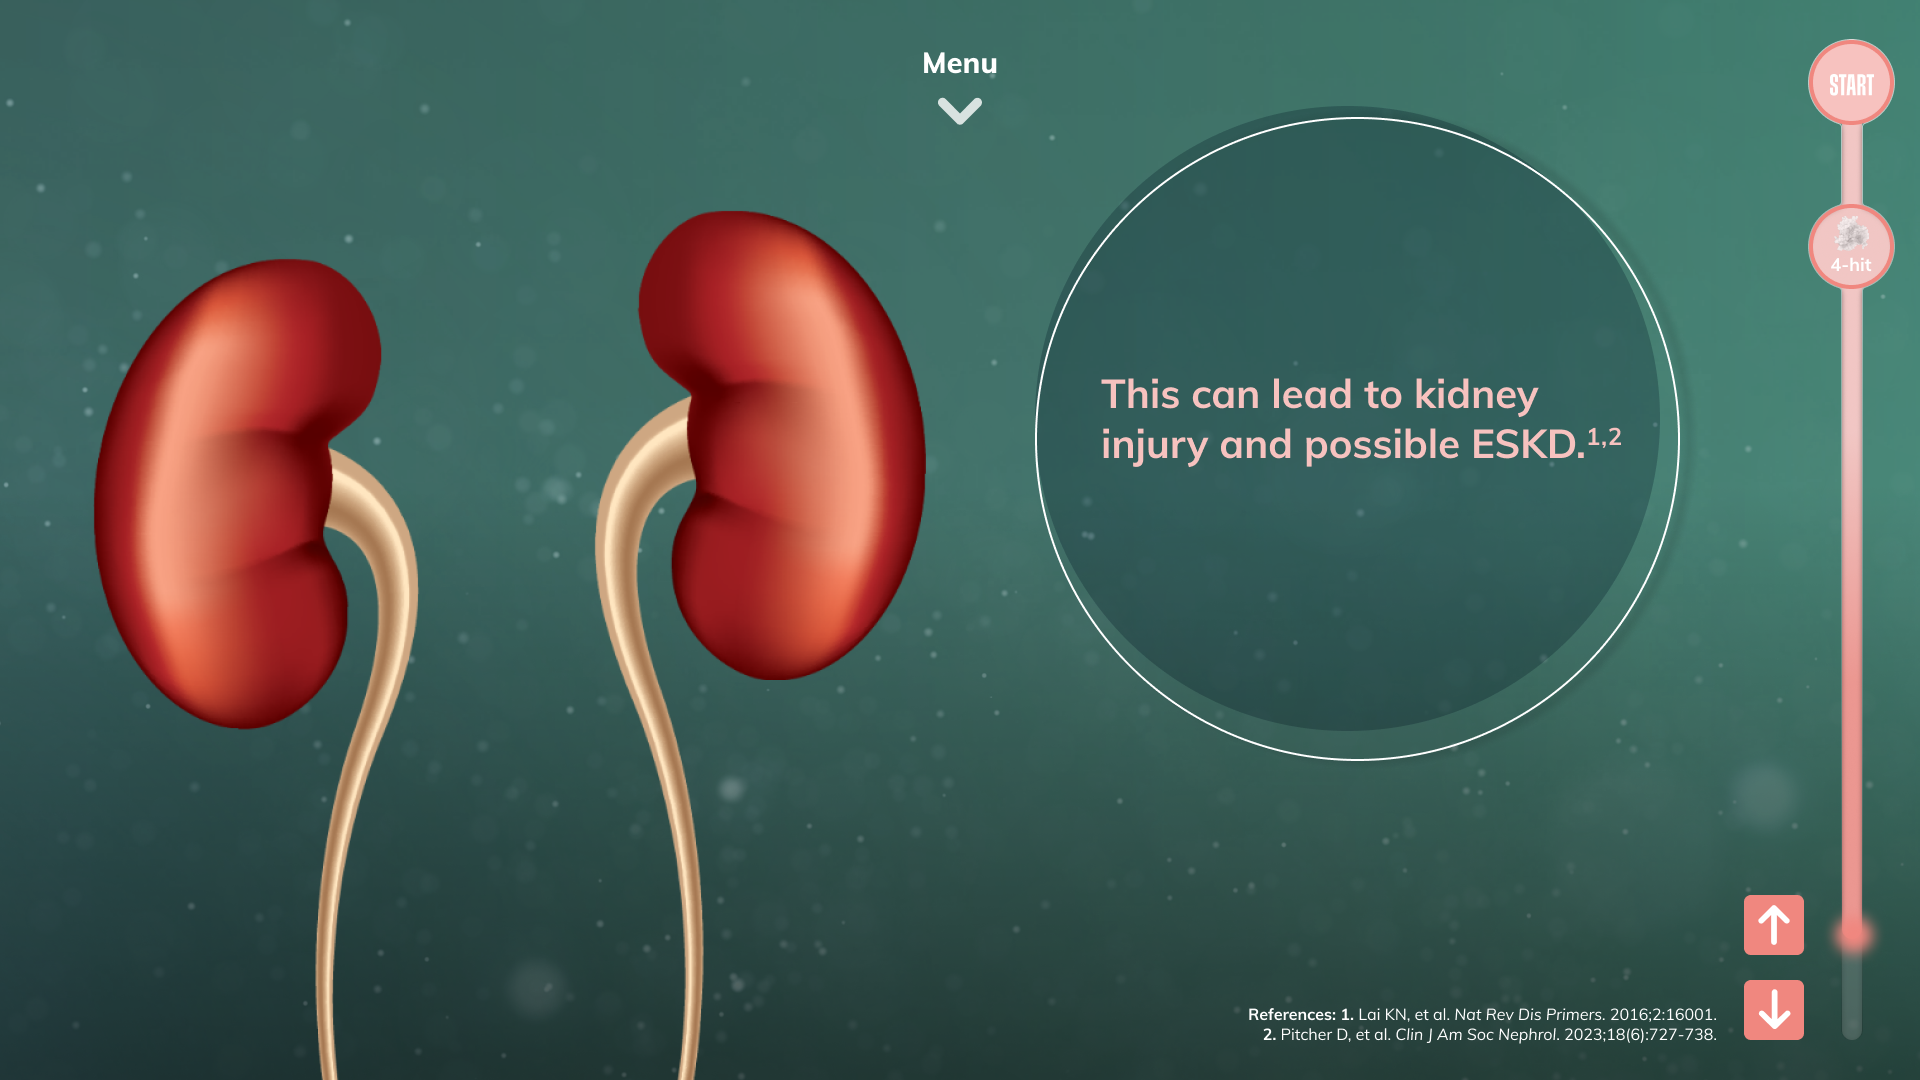 Menu
START
4-hit
This can lead to kidney
injury and possible ESKD.1,2
References: 1. Lai KN, et al. Nat Rev Dis Primers. 2016;2:16001.
2. Pitcher D, et al. Clin J Am Soc Nephrol. 2023;18(6):727-738.